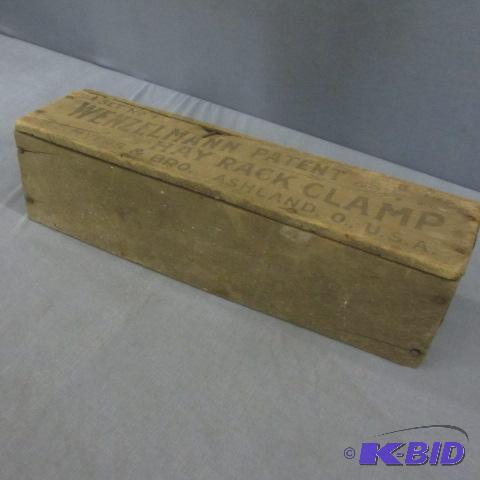 WENZELMANN PATENT
HAY RACK CLAMP
& BRO. ASHLAND, O. U.S.A.
© K-BID